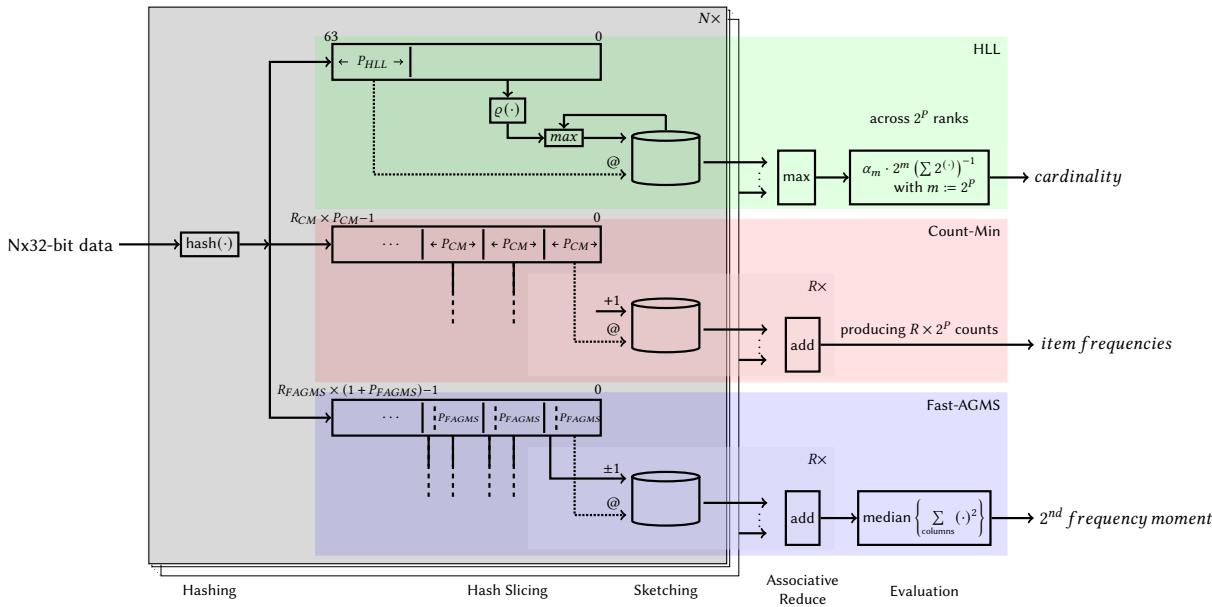 N×
63
0
HLL
← P_HLL →
ϱ(·)
max
@
across 2^P ranks
max
α_m · 2^m (∑ 2^(·))^−1
with m := 2^P
cardinality
R_CM × P_CM−1
0
Count-Min
Nx32-bit data
hash(·)
···
← P_CM →
← P_CM →
← P_CM →
R×
+1
@
add
producing R × 2^P counts
item frequencies
R_FAGMS × (1 + P_FAGMS)−1
0
Fast-AGMS
···
P_FAGMS
P_FAGMS
P_FAGMS
R×
±1
@
add
median { ∑ (·)^2 }
columns
2^nd frequency moment
Hashing
Hash Slicing
Sketching
Associative
Reduce
Evaluation